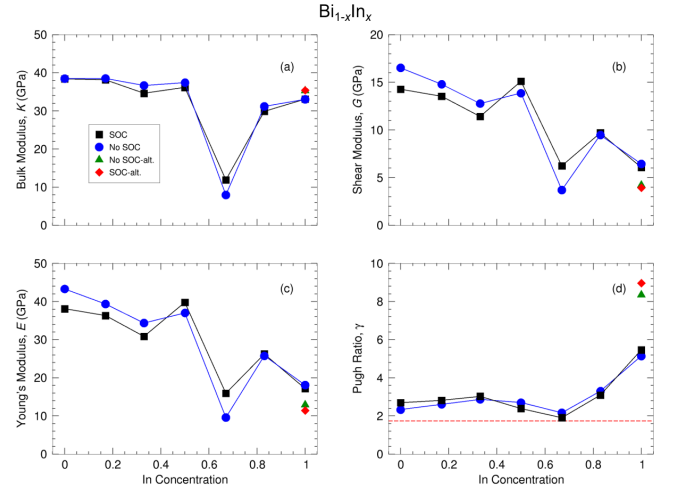 Bi1-xInx
50
40
30
20
10
0
Bulk Modulus, K (GPa)
(a)
SOC
No SOC
No SOC-alt.
SOC-alt.
20
15
10
5
0
Shear Modulus, G (GPa)
(b)
50
40
30
20
10
0
Young's Modulus, E (GPa)
(c)
0 0.2 0.4 0.6 0.8 1
In Concentration
10
8
6
4
2
0
Pugh Ratio, γ
(d)
0 0.2 0.4 0.6 0.8 1
In Concentration